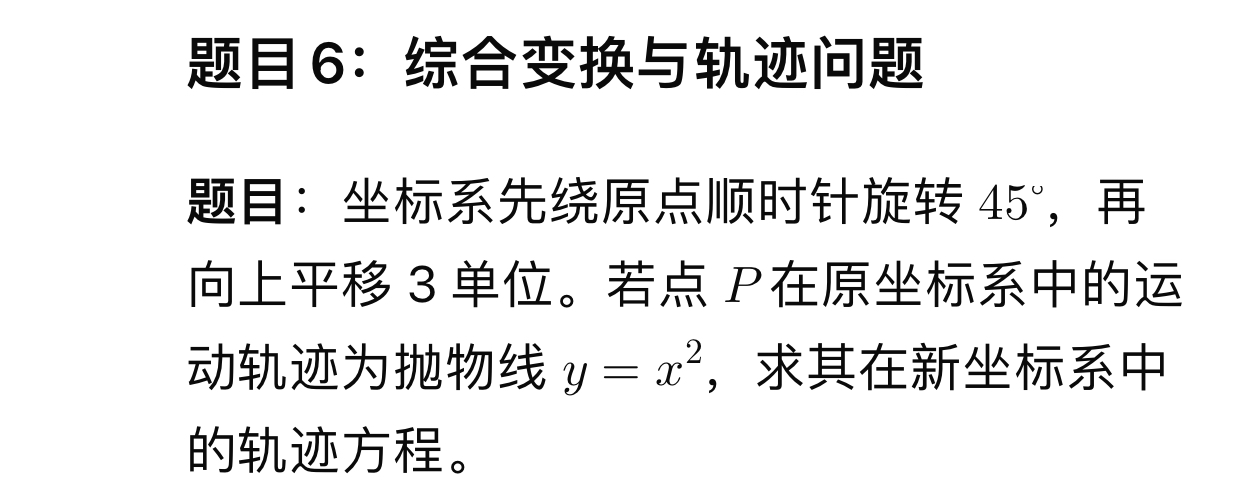 题目6：综合变换与轨迹问题
题目：坐标系先绕原点顺时针旋转 45°，再
向上平移 3 单位。若点 P 在原坐标系中的运
动轨迹为抛物线 y = x²，求其在新坐标系中
的轨迹方程。